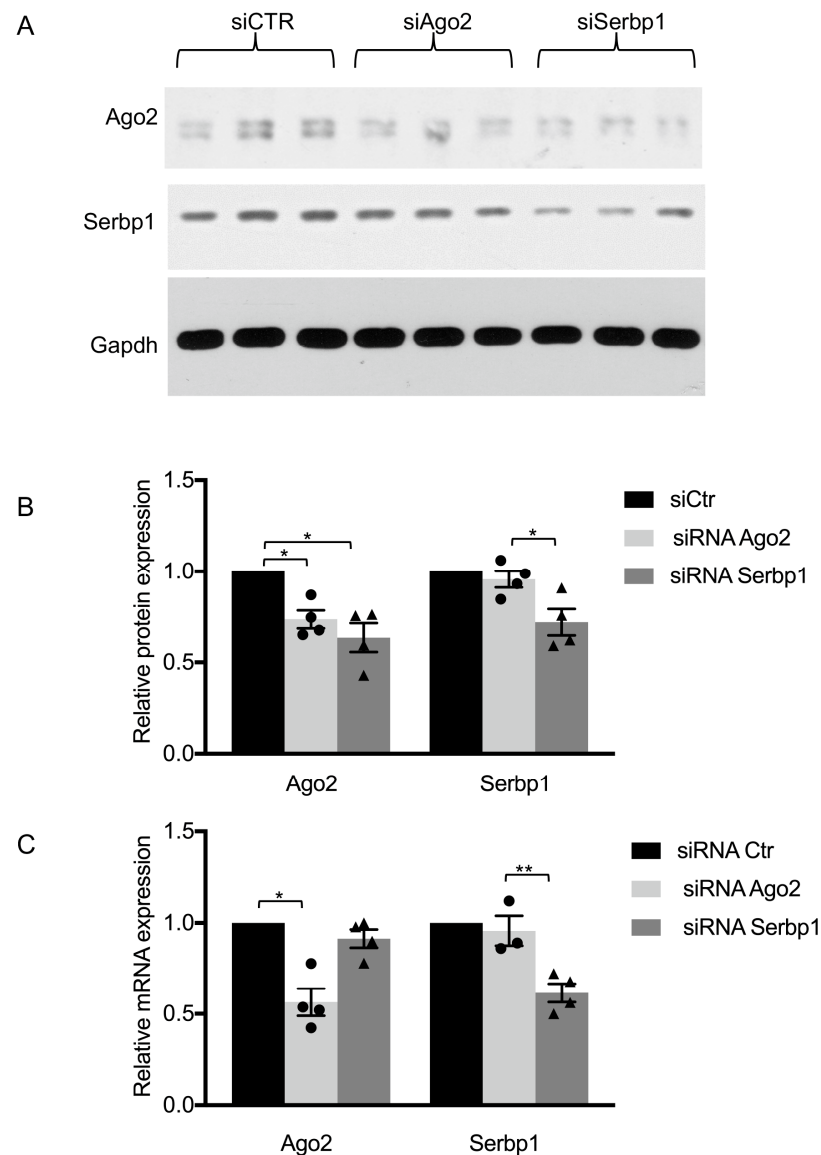 A
siCTR siAgo2 siSerbp1
Ago2
Serbp1
Gapdh
B
Relative protein expression
1.5
1.0
0.5
0.0
*
*
*
Ago2 Serbp1
siCtr
siRNA Ago2
siRNA Serbp1
C
Relative mRNA expression
1.5
1.0
0.5
0.0
*
**
Ago2 Serbp1
siRNA Ctr
siRNA Ago2
siRNA Serbp1